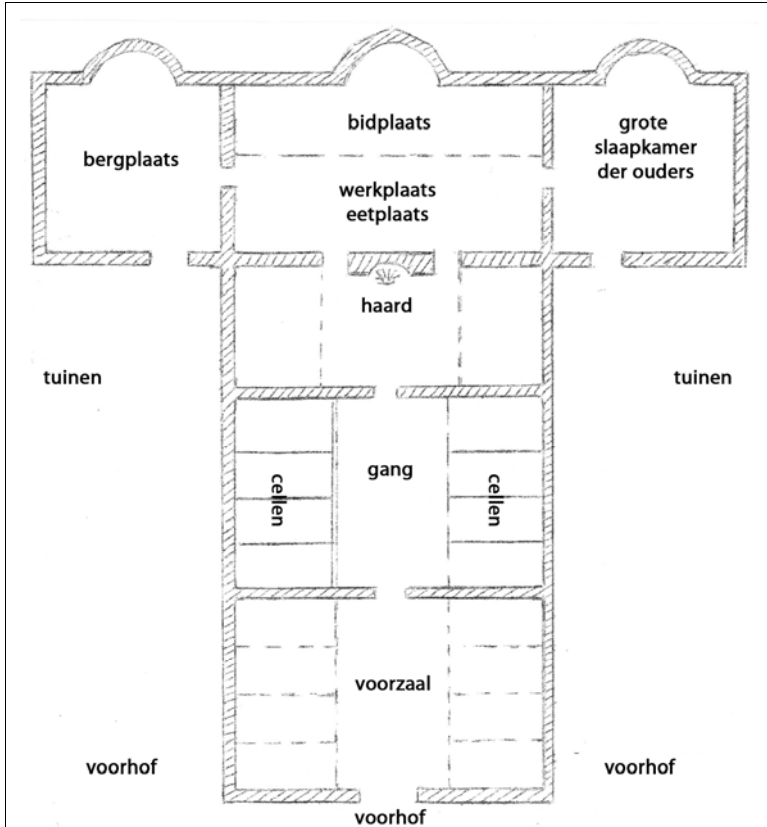 bidplaats
grote
slaapkamer
der ouders
bergplaats
werkplaats
eetplaats
haard
tuinen
tuinen
gang
cellen
cellen
voorzaal
voorhof
voorhof
voorhof